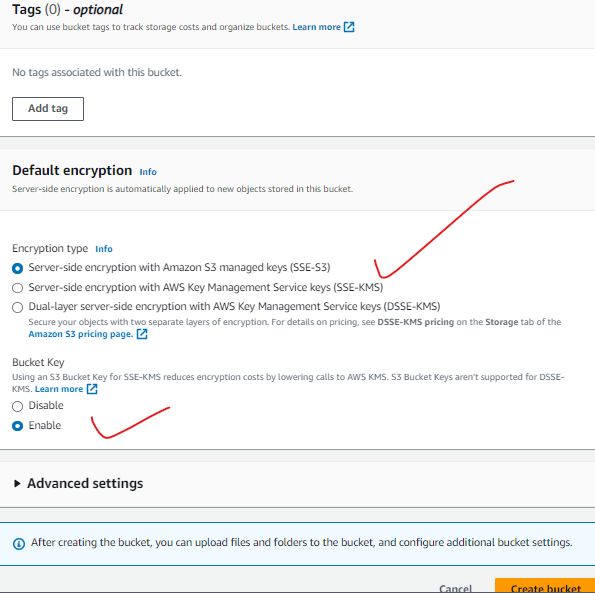 Tags (0) - optional
You can use bucket tags to track storage costs and organize buckets. Learn more
No tags associated with this bucket.
Add tag
Default encryption Info
Server-side encryption is automatically applied to new objects stored in this bucket.
Encryption type Info
Server-side encryption with Amazon S3 managed keys (SSE-S3)
Server-side encryption with AWS Key Management Service keys (SSE-KMS)
Dual-layer server-side encryption with AWS Key Management Service keys (DSSE-KMS)
Secure your objects with two separate layers of encryption. For details on pricing, see DSSE-KMS pricing on the Storage tab of the
Amazon S3 pricing page.
Bucket Key
Using an S3 Bucket Key for SSE-KMS reduces encryption costs by lowering calls to AWS KMS. S3 Bucket Keys aren't supported for DSSE-
KMS. Learn more
Disable
Enable
Advanced settings
After creating the bucket, you can upload files and folders to the bucket, and configure additional bucket settings.
Cancel Create bucket